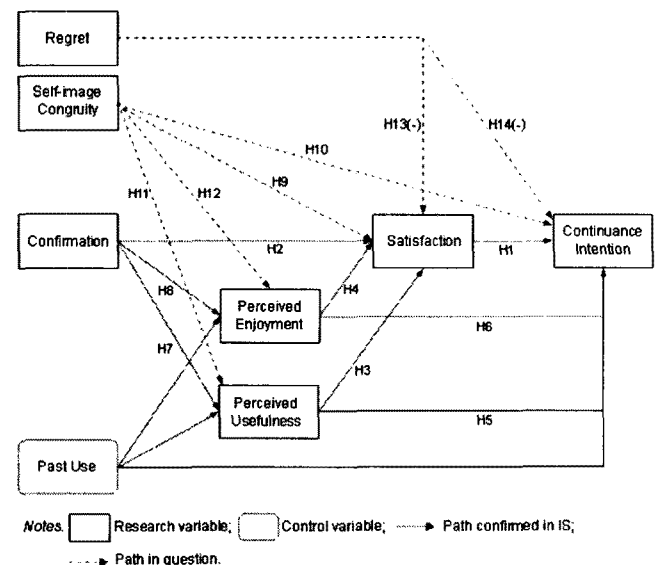 Regret
Self-image
Congruity
H13(-)
H14(-)
H10
H11
H12
H9
Confirmation
H2
Satisfaction
H1
Continuance
Intention
H8
Perceived
Enjoyment
H4
H6
H7
H3
Perceived
Usefulness
H5
Past Use
Notes. Research variable; Control variable; Path confirmed in IS;
Path in question.